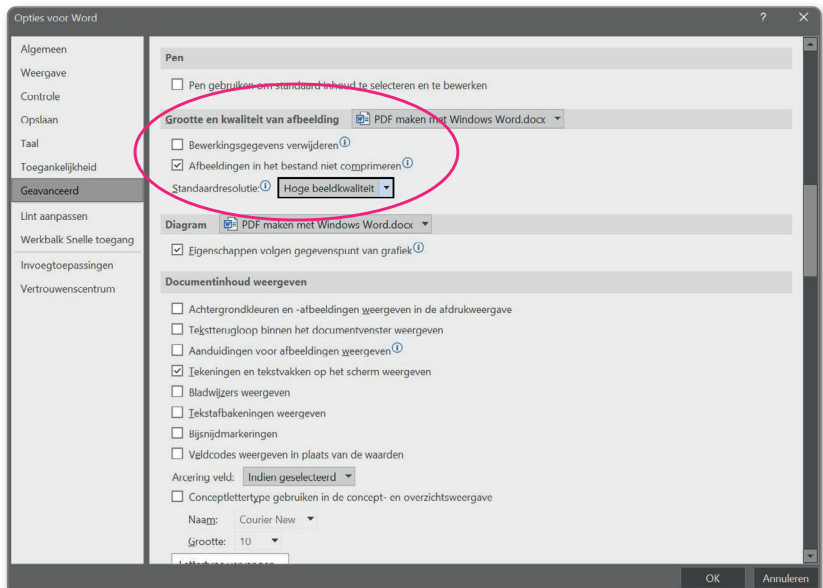 Opties voor Word
?
Algemeen
Weergave
Controle
Opslaan
Taal
Toegankelijkheid
Geavanceerd
Lint aanpassen
Werkbalk Snelle toegang
Invoegtoepassingen
Vertrouwenscentrum
Pen
Pen gebruiken om standaard inhoud te selecteren en te bewerken
Grootte en kwaliteit van afbeelding PDF maken met Windows Word.docx
Bewerkingsgegevens verwijderen
Afbeeldingen in het bestand niet comprimeren
Standaardresolutie: Hoge beeldkwaliteit
Diagram PDF maken met Windows Word.docx
Eigenschappen volgen gegevenspunt van grafiek
Documentinhoud weergeven
Achtergrondkleuren en -afbeeldingen weergeven in de afdrukweergave
Tekstterugloop binnen het documentvenster weergeven
Aanduidingen voor afbeeldingen weergeven
Tekeningen en tekstvakken op het scherm weergeven
Bladwijzers weergeven
Tekstafbakeningen weergeven
Bijsnijdmarkeringen
Veldcodes weergeven in plaats van de waarden
Arcering veld: Indien geselecteerd
Conceptlettertype gebruiken in de concept- en overzichtsweergave
Naam: Courier New
Grootte: 10
OK Annuleren